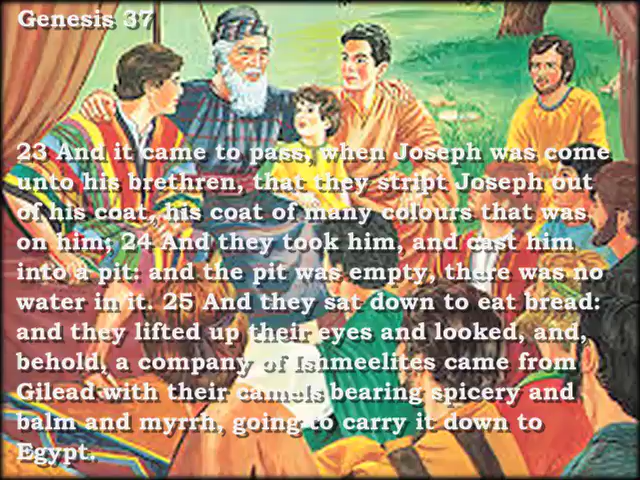 Genesis 37
23 And it came to pass, when Joseph was come
unto his brethren, that they stript Joseph out
of his coat, his coat of many colours that was
on him; 24 And they took him, and cast him
into a pit: and the pit was empty, there was no
water in it. 25 And they sat down to eat bread:
and they lifted up their eyes and looked, and,
behold, a company of Ishmeelites came from
Gilead with their camels bearing spicery and
balm and myrrh, going to carry it down to
Egypt.